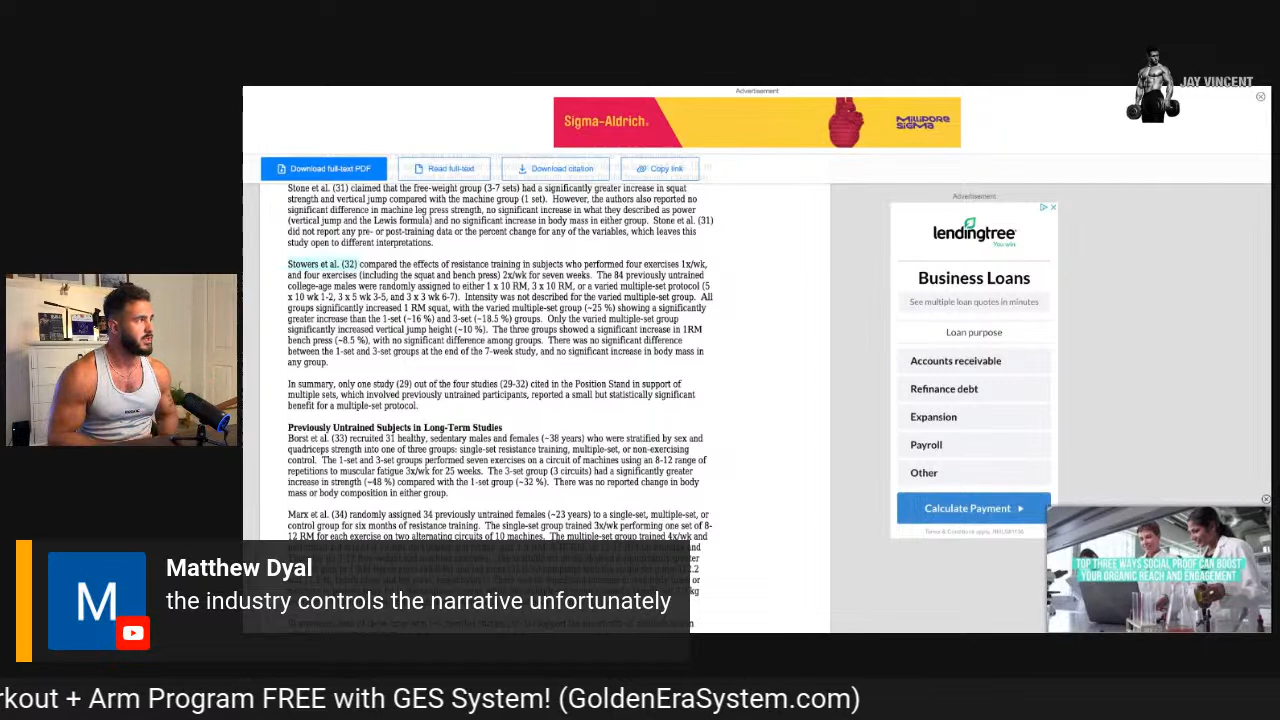 Advertisement
JAY VINCENT
Sigma-Aldrich.
MILLIPORE
SIGMA
Download full-text PDF
Read full-text
Download citation
Copy link
Stone et al. (31) claimed that the free-weight group (3-7 sets) had a significantly greater increase in squat
strength and vertical jump compared with the machine group (1 set). However, the authors also reported no
significant difference in machine leg press strength, no significant increase in what they described as power
(vertical jump and the Lewis formula) and no significant increase in body mass in either group. Stone et al. (31)
did not report any pre- or post-training data or the percent change for any of the variables, which leaves this
study open to different interpretations.
Stowers et al. (32) compared the effects of resistance training in subjects who performed four exercises 1x/wk,
and four exercises (including the squat and bench press) 2x/wk for seven weeks. The 84 previously untrained
college-age males were randomly assigned to either 1 x 10 RM, 3 x 10 RM, or a varied multiple-set protocol (5
x 10 wk 1-2, 3 x 5 wk 3-5, and 3 x 3 wk 6-7). Intensity was not described for the varied multiple-set group. All
groups significantly increased 1 RM squat, with the varied multiple-set group (~25 %) showing a significantly
greater increase than the 1-set (~16 %) and 3-set (~18.5 %) groups. Only the varied multiple-set group
significantly increased vertical jump height (~10 %). The three groups showed a significant increase in 1RM
bench press (~8.5 %), with no significant difference among groups. There was no significant difference
between the 1-set and 3-set groups at the end of the 7-week study, and no significant increase in body mass in
any group.
In summary, only one study (29) out of the four studies (29-32) cited in the Position Stand in support of
multiple sets, which involved previously untrained participants, reported a small but statistically significant
benefit for a multiple-set protocol.
Previously Untrained Subjects in Long-Term Studies
Borst et al. (33) recruited 31 healthy, sedentary males and females (~38 years) who were stratified by sex and
quadriceps strength into one of three groups: single-set resistance training, multiple-set, or non-exercising
control. The 1-set and 3-set groups performed seven exercises on a circuit of machines using an 8-12 range of
repetitions to muscular fatigue 3x/wk for 25 weeks. The 3-set group (3 circuits) had a significantly greater
increase in strength (~48 %) compared with the 1-set group (~32 %). There was no reported change in body
mass or body composition in either group.
Marx et al. (34) randomly assigned 34 previously untrained females (~23 years) to a single-set, multiple-set, or
control group for six months of resistance training. The single-set group trained 3x/wk performing one set of 8-
12 RM for each exercise on two alternating circuits of 10 machines. The multiple-set group trained 4x/wk and
Advertisement
lendingtree
You win.
Business Loans
See multiple loan quotes in minutes
Loan purpose
Accounts receivable
Refinance debt
Expansion
Payroll
Other
Calculate Payment
TOP THREE WAYS SOCIAL PROOF CAN BOOST
YOUR ORGANIC REACH AND ENGAGEMENT
M
Matthew Dyal
the industry controls the narrative unfortunately
rkout + Arm Program FREE with GES System! (GoldenEraSystem.com)